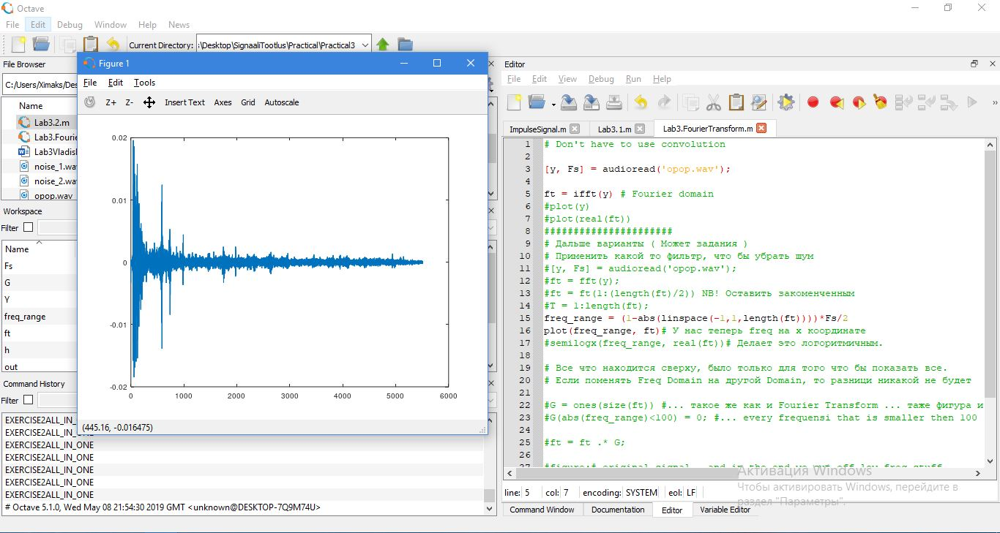 Octave
File Edit Debug Window Help News
Current Directory: :\Desktop\SignaaliTootlus\Practical\Practical3
File Browser
C:/Users/Ximaks/Des
Name
Lab3.2.m
Lab3.Fourie
Lab3Vladisl
noise_1.wa
noise_2.wa
opop.wav
Workspace
Filter
Name
Fs
G
Y
freq_range
ft
h
out
Command History
Filter
EXERCISE2ALL_IN_
EXERCISE2ALL_IN_ONE
EXERCISE2ALL_IN_ONE
EXERCISE2ALL_IN_ONE
EXERCISE2ALL_IN_ONE
EXERCISE2ALL_IN_ONE
EXERCISE2ALL_IN_ONE
# Octave 5.1.0, Wed May 08 21:54:30 2019 GMT <unknown@DESKTOP-7Q9M74U>
Figure 1
File Edit Tools
Z+ Z- Insert Text Axes Grid Autoscale
0.02
0.01
0
-0.01
-0.02
0 1000 2000 3000 4000 5000 6000
(445.16, -0.016475)
Editor
File Edit View Debug Run Help
ImpulseSignal.m Lab3.1.m Lab3.FourierTransform.m
1 # Don't have to use convolution
2
3 [y, Fs] = audioread('opop.wav');
4
5 ft = ifft(y) # Fourier domain
6 #plot(y)
7 #plot(real(ft))
8 ######################
9 # Дальше варианты ( Может задания )
10 # Применить какой то фильтр, что бы убрать шум
11 #[y, Fs] = audioread('opop.wav');
12 #ft = fft(y);
13 #ft = ft(1:(length(ft)/2)) NB! Оставить закоменченным
14 #T = 1:length(ft);
15 freq_range = (1-abs(linspace(-1,1,length(ft))))*Fs/2
16 plot(freq_range, ft)# У нас теперь freq на x координате
17 #semilogx(freq_range, real(ft))# Делает это логоритмичным.
18
19 # Все что находится сверху, было только для того что бы показать все.
20 # Если поменять Freq Domain на другой Domain, то разници никакой не будет
21
22 #G = ones(size(ft)) #... такое же как и Fourier Transform ... таже фигура и
23 #G(abs(freq_range)<100) = 0; #... every frequensi that is smaller then 100
24
25 #ft = ft .* G;
26
27 #figure;# original signal.. and in the end we cut off low freq stuff
Активация Windows
Чтобы активировать Windows, перейдите в
раздел "Параметры".
line: 5 col: 7 encoding: SYSTEM eol: LF
Command Window Documentation Editor Variable Editor